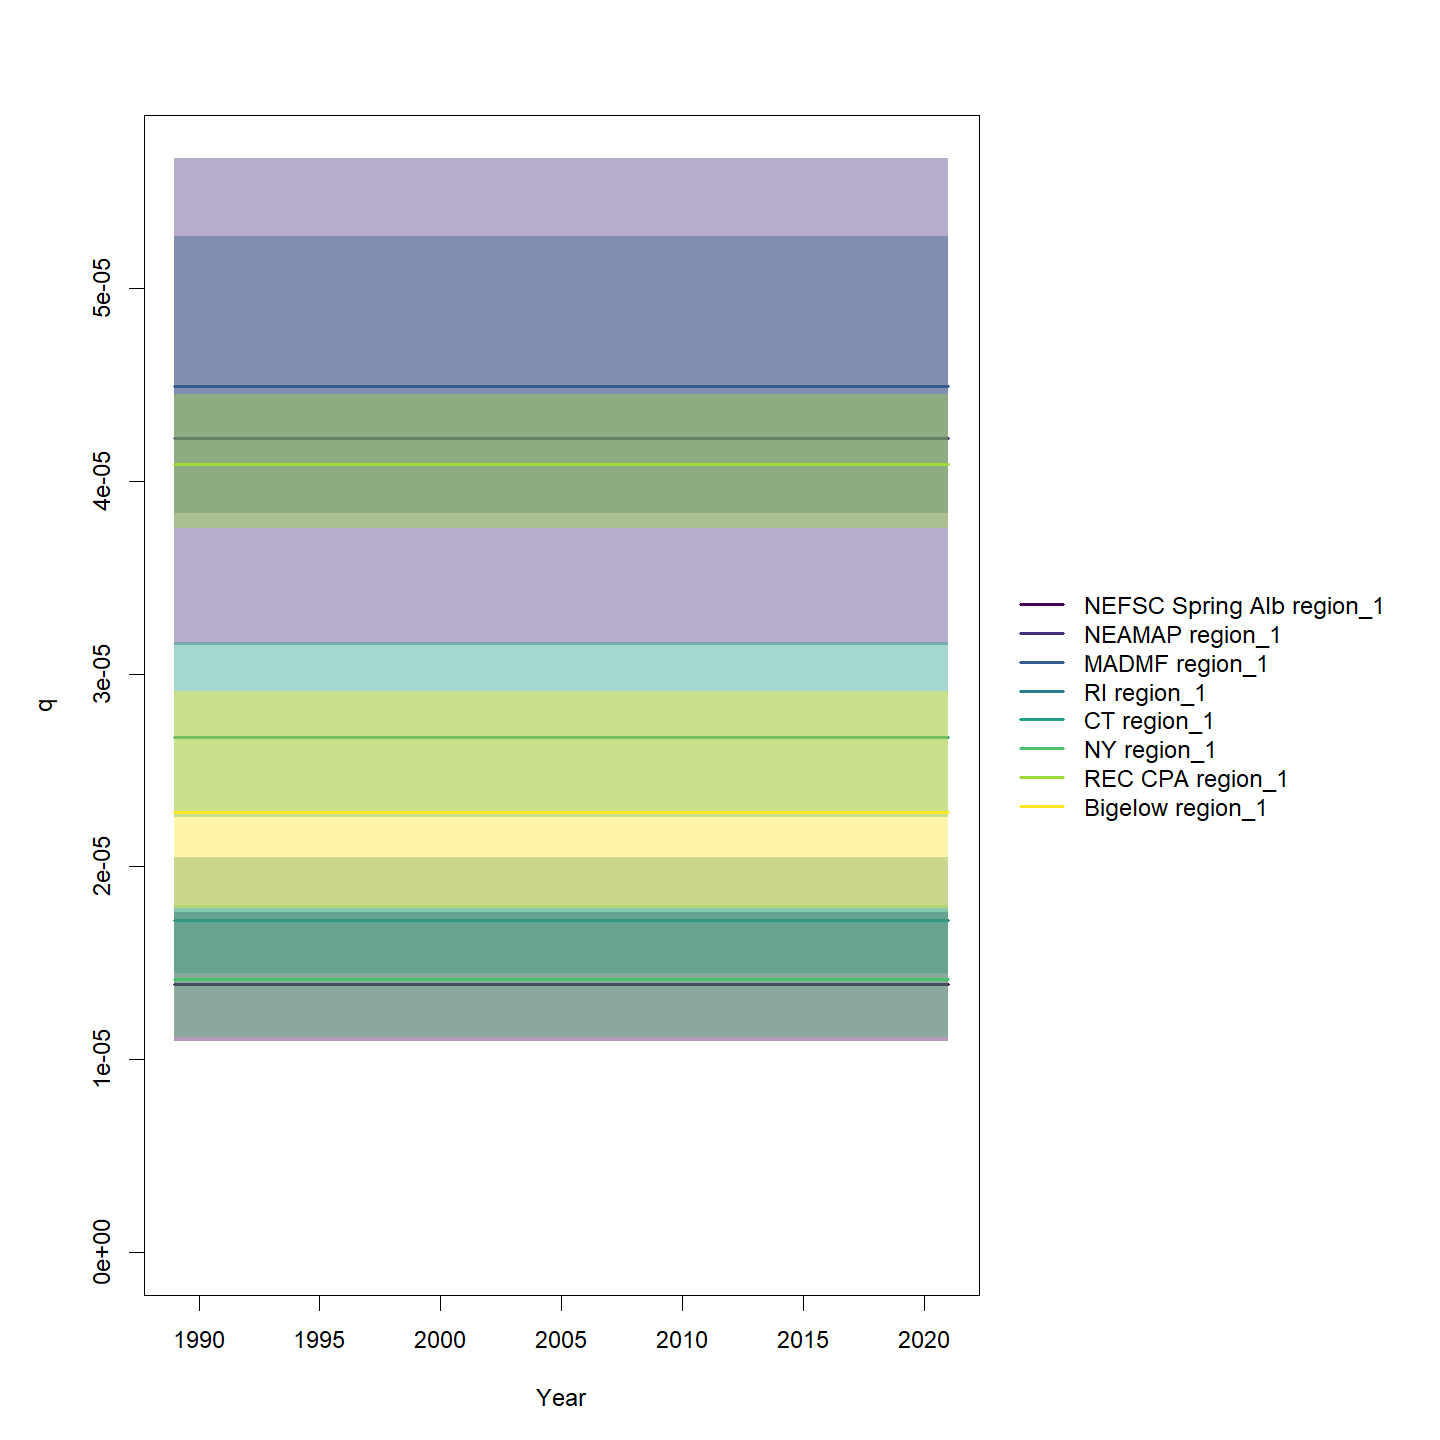 5e-05
4e-05
3e-05
2e-05
1e-05
0e+00
q
1990 1995 2000 2005 2010 2015 2020
Year
NEFSC Spring Alb region_1
NEAMAP region_1
MADMF region_1
RI region_1
CT region_1
NY region_1
REC CPA region_1
Bigelow region_1